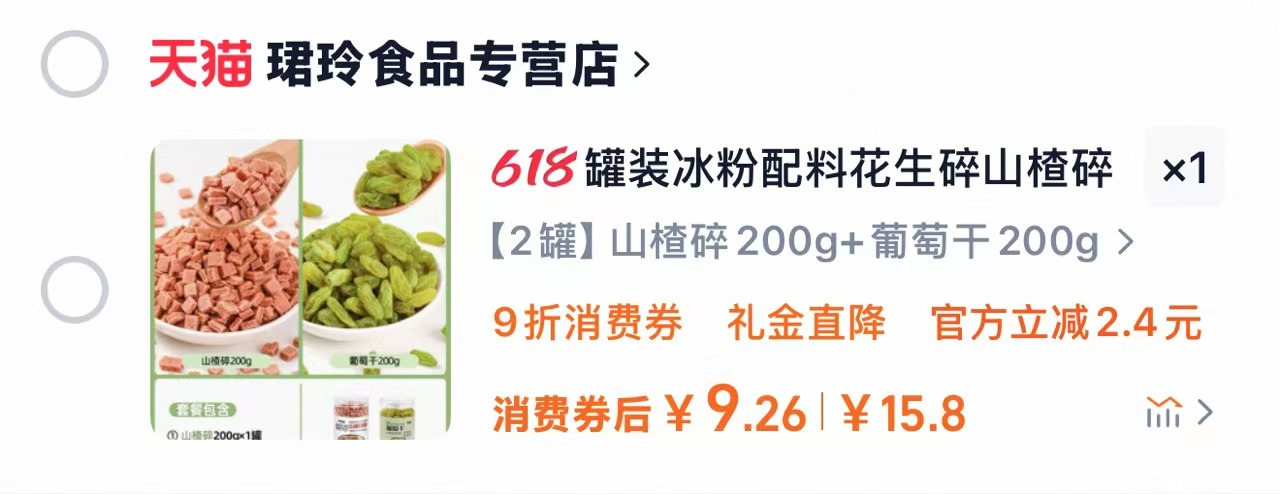 天猫 珺玲食品专营店 >
618 罐装冰粉配料花生碎山楂碎 ×1
【2罐】山楂碎200g+葡萄干200g >
9折消费券 礼金直降 官方立减2.4元
消费券后¥9.26 ¥15.8 >
山楂碎200g 葡萄干200g
套餐包含
① 山楂碎200g×1罐